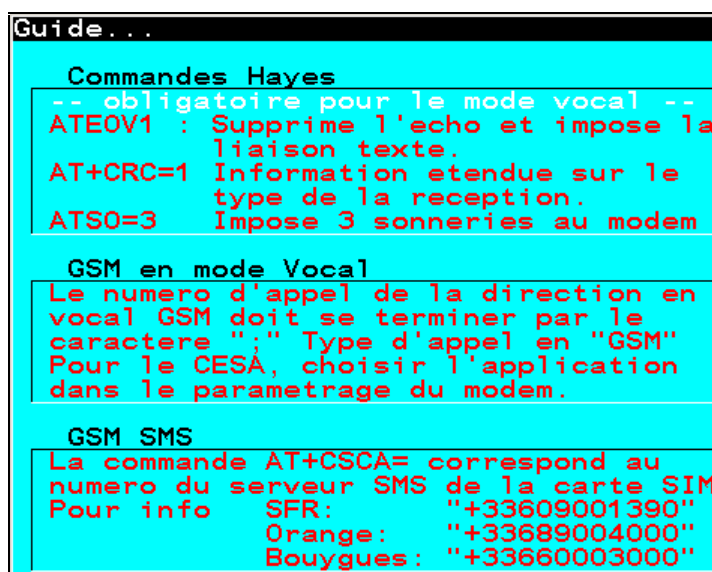 Guide...
Commandes Hayes
-- obligatoire pour le mode vocal --
ATEOV1 : Supprime l'echo et impose la
liaison texte.
AT+CRC=1 Information etendue sur le
type de la reception.
ATSO=3 Impose 3 sonneries au modem
GSM en mode Vocal
Le numero d'appel de la direction en
vocal GSM doit se terminer par le
caractere ";" Type d'appel en "GSM"
Pour le CESA, choisir l'application
dans le parametrage du modem.
GSM SMS
La commande AT+CSCA= correspond au
numero du serveur SMS de la carte SIM
Pour info SFR: "+33609001390"
Orange: "+33689004000"
Bouygues: "+33660003000"